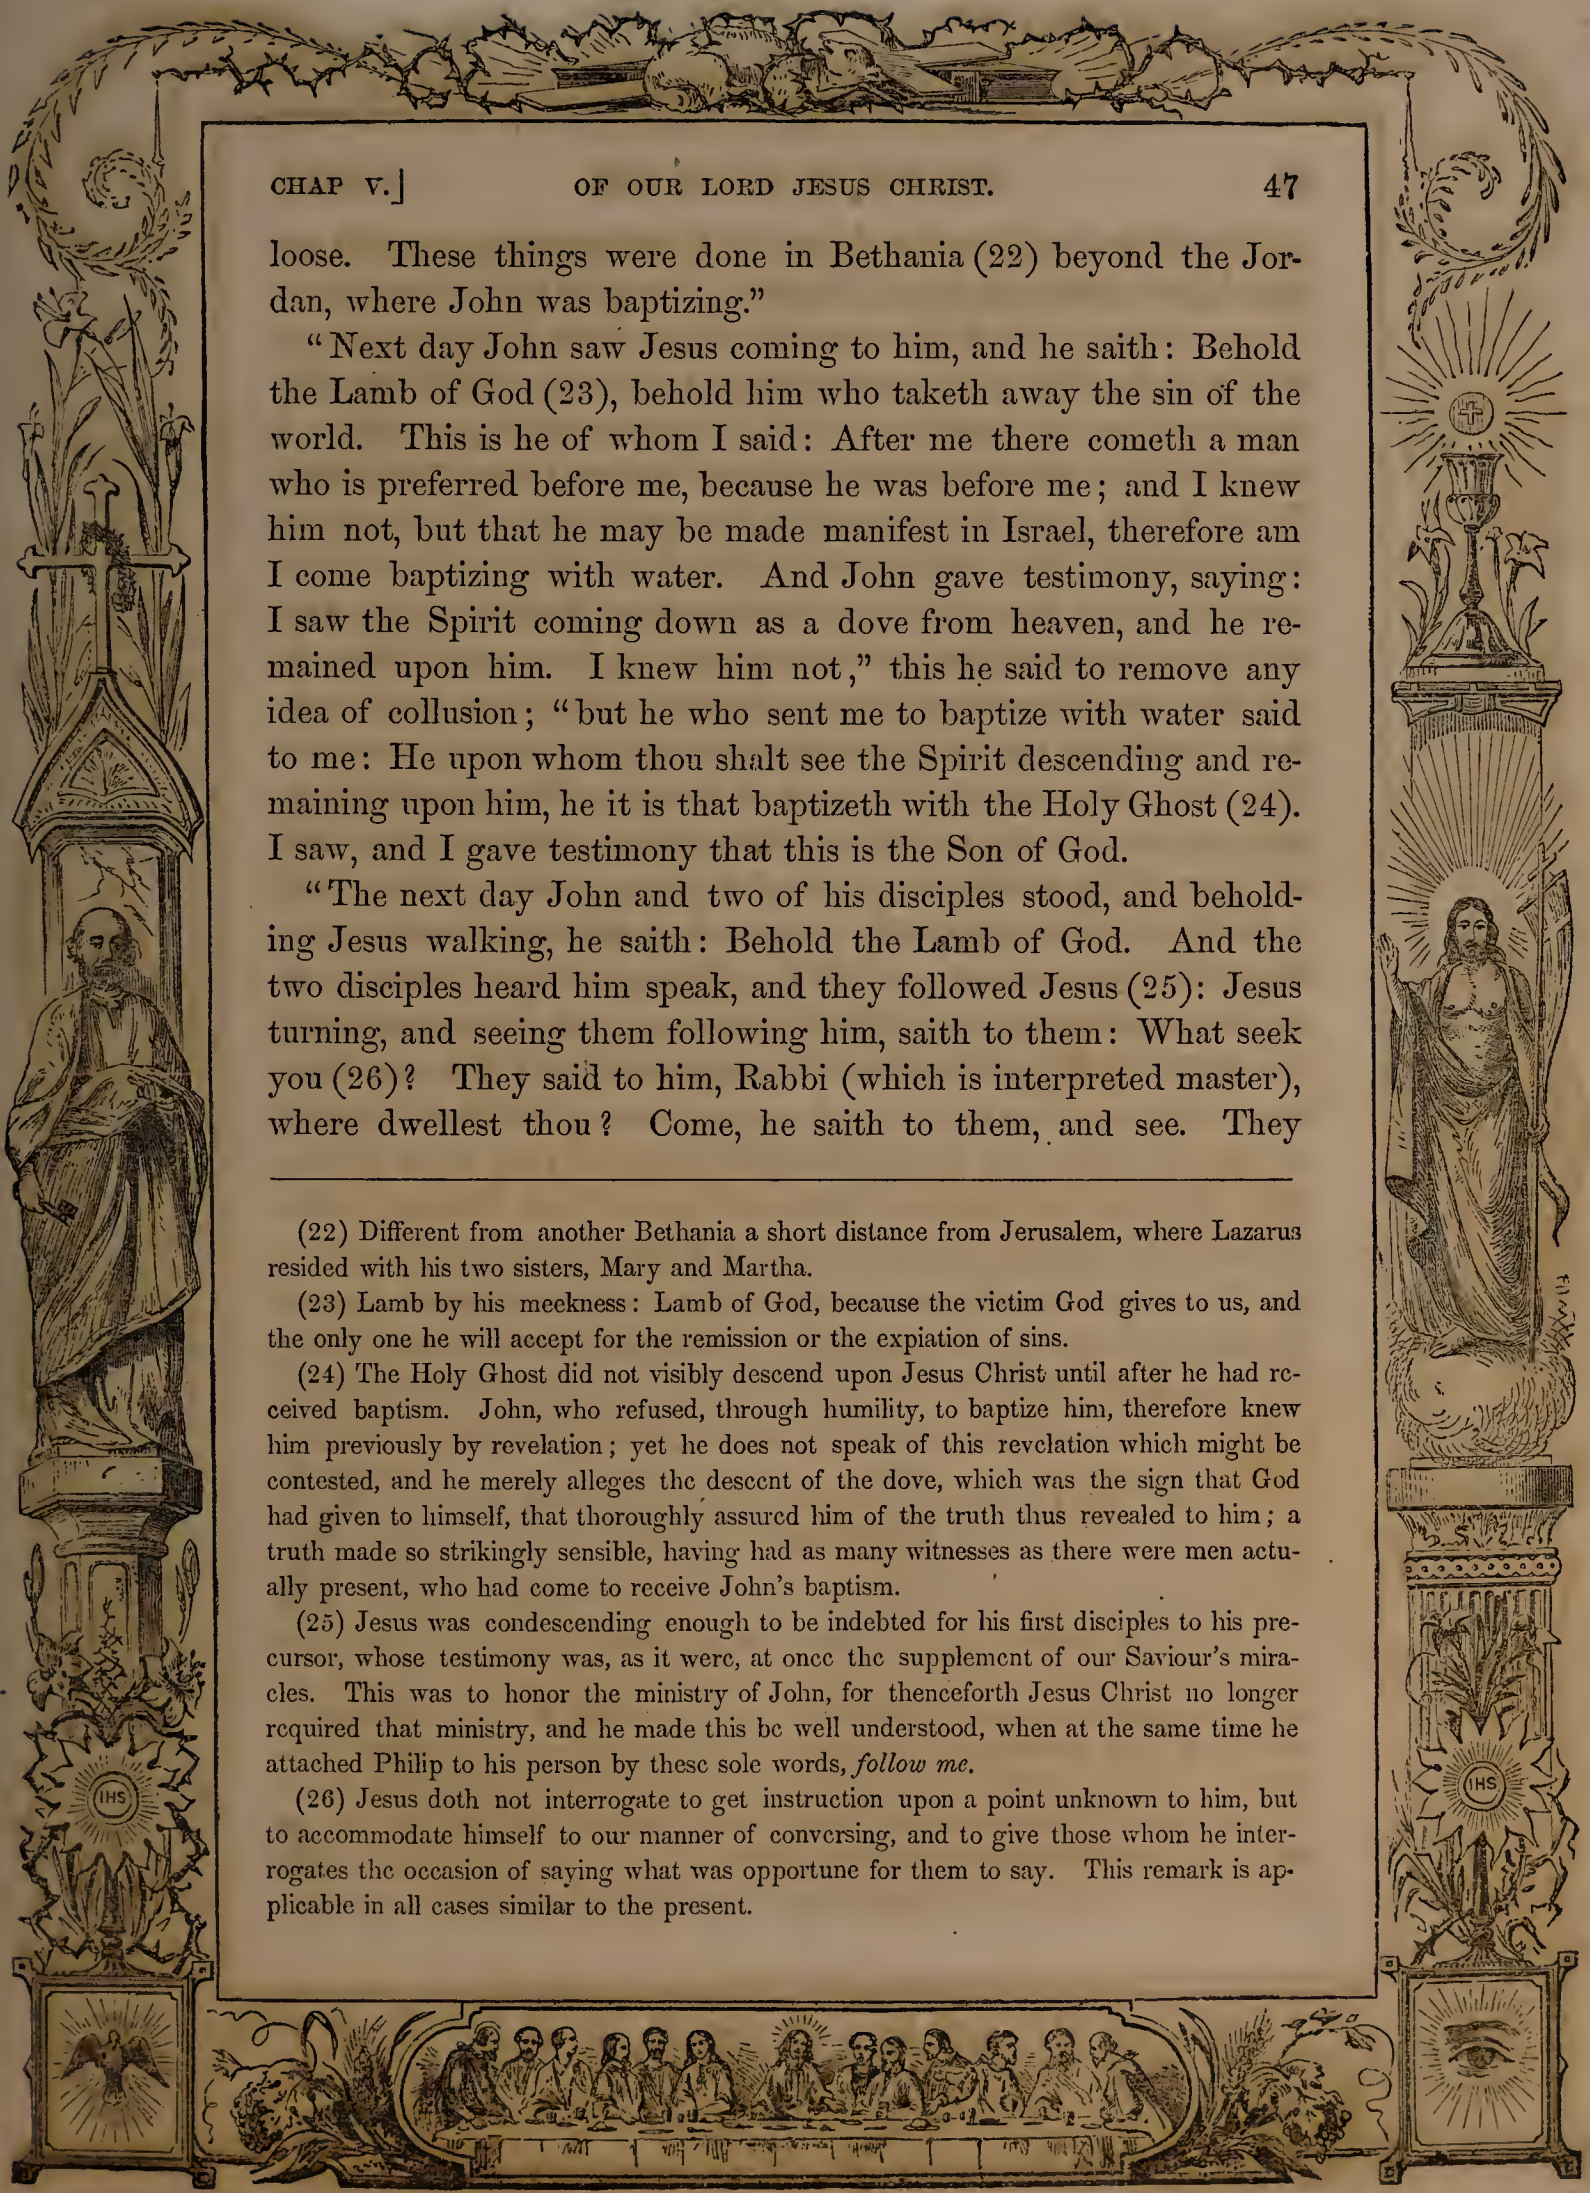 CHAP V.]    OF OUR LORD JESUS CHRIST.    47
loose. These things were done in Bethania (22) beyond the Jor-
dan, where John was baptizing.”
“Next day John saw Jesus coming to him, and he saith: Behold
the Lamb of God (23), behold him who taketh away the sin of the
world. This is he of whom I said: After me there cometh a man
who is preferred before me, because he was before me; and I knew
him not, but that he may be made manifest in Israel, therefore am
I come baptizing with water. And John gave testimony, saying:
I saw the Spirit coming down as a dove from heaven, and he re-
mained upon him. I knew him not,” this he said to remove any
idea of collusion; “but he who sent me to baptize with water said
to me: He upon whom thou shalt see the Spirit descending and re-
maining upon him, he it is that baptizeth with the Holy Ghost (24).
I saw, and I gave testimony that this is the Son of God.
“The next day John and two of his disciples stood, and behold-
ing Jesus walking, he saith: Behold the Lamb of God. And the
two disciples heard him speak, and they followed Jesus (25): Jesus
turning, and seeing them following him, saith to them: What seek
you (26)? They said to him, Rabbi (which is interpreted master),
where dwellest thou? Come, he saith to them, and see. They
(22) Different from another Bethania a short distance from Jerusalem, where Lazarus
resided with his two sisters, Mary and Martha.
(23) Lamb by his meekness: Lamb of God, because the victim God gives to us, and
the only one he will accept for the remission or the expiation of sins.
(24) The Holy Ghost did not visibly descend upon Jesus Christ until after he had re-
ceived baptism. John, who refused, through humility, to baptize him, therefore knew
him previously by revelation; yet he does not speak of this revelation which might be
contested, and he merely alleges the descent of the dove, which was the sign that God
had given to himself, that thoroughly assured him of the truth thus revealed to him; a
truth made so strikingly sensible, having had as many witnesses as there were men actu-
ally present, who had come to receive John’s baptism.
(25) Jesus was condescending enough to be indebted for his first disciples to his pre-
cursor, whose testimony was, as it were, at once the supplement of our Saviour’s mira-
cles. This was to honor the ministry of John, for thenceforth Jesus Christ no longer
required that ministry, and he made this be well understood, when at the same time he
attached Philip to his person by these sole words, follow me.
(26) Jesus doth not interrogate to get instruction upon a point unknown to him, but
to accommodate himself to our manner of conversing, and to give those whom he inter-
rogates the occasion of saying what was opportune for them to say. This remark is ap-
plicable in all cases similar to the present.
IHS
IHS